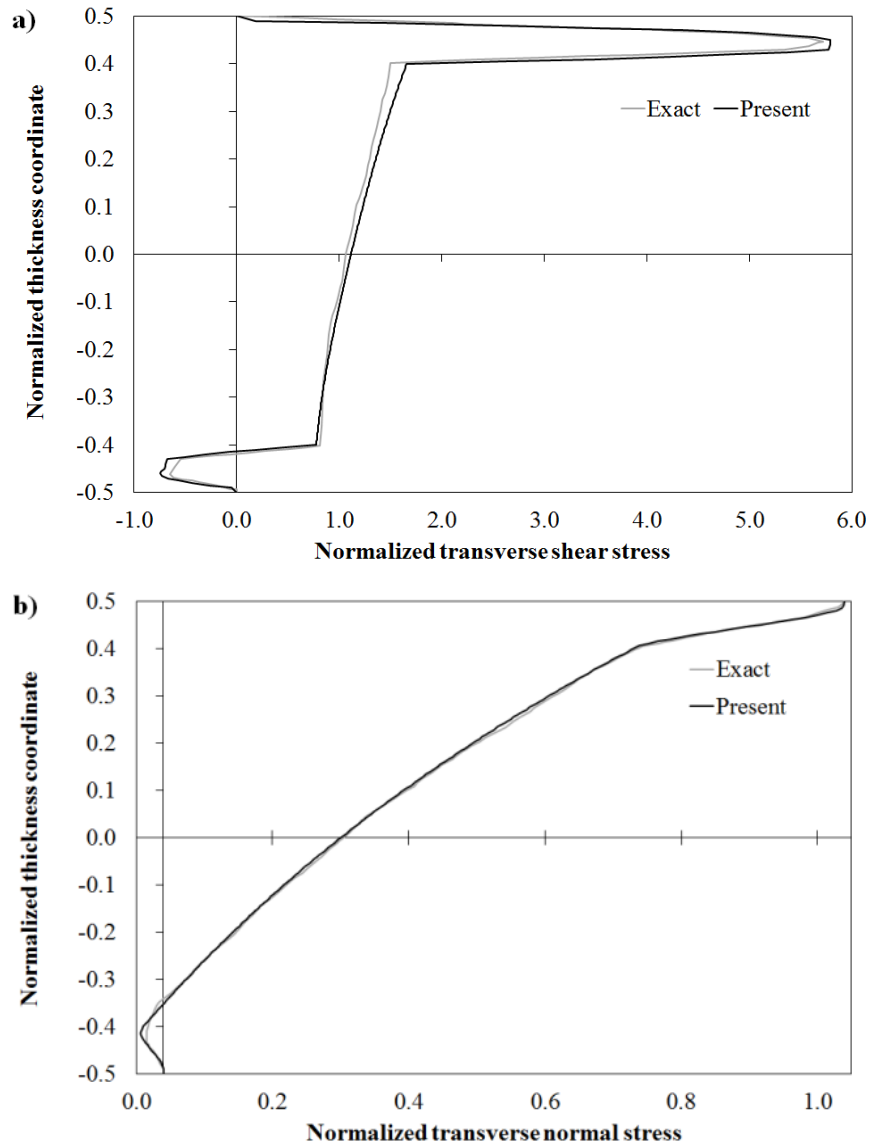 a)
0.5
0.4
0.3
0.2
0.1
0.0
-0.1
-0.2
-0.3
-0.4
-0.5
Normalized thickness coordinate
Exact Present
-1.0 0.0 1.0 2.0 3.0 4.0 5.0 6.0
Normalized transverse shear stress
b)
0.5
0.4
0.3
0.2
0.1
0.0
-0.1
-0.2
-0.3
-0.4
-0.5
Normalized thickness coordinate
Exact
Present
0.0 0.2 0.4 0.6 0.8 1.0
Normalized transverse normal stress